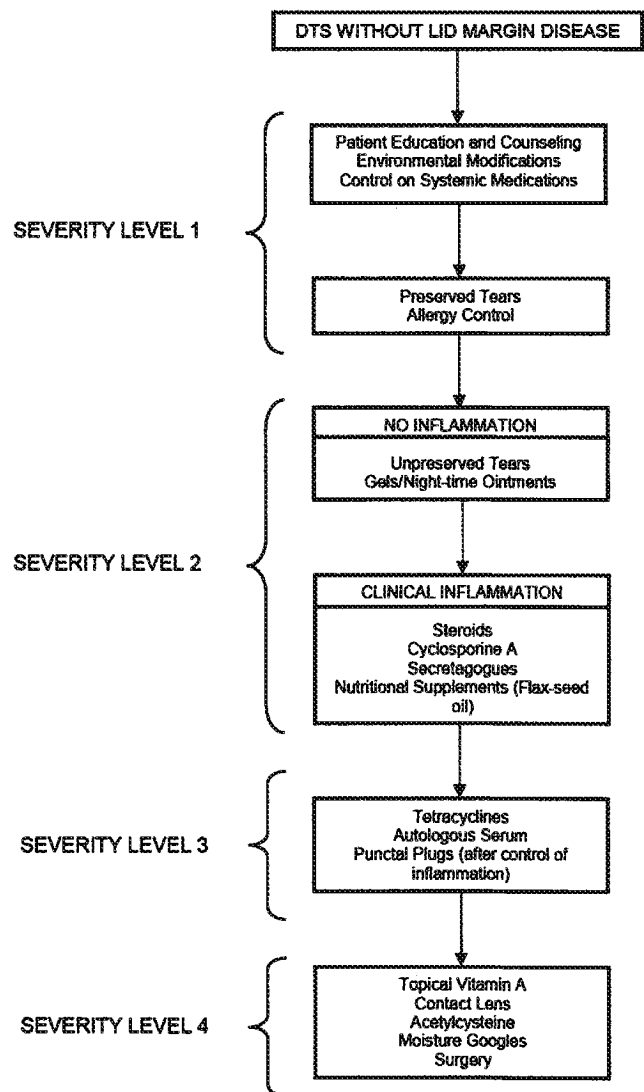 DTS WITHOUT LID MARGIN DISEASE
SEVERITY LEVEL 1
Patient Education and Counseling
Environmental Modifications
Control on Systemic Medications
Preserved Tears
Allergy Control
SEVERITY LEVEL 2
NO INFLAMMATION
Unpreserved Tears
Gels/Night-time Ointments
CLINICAL INFLAMMATION
Steroids
Cyclosporine A
Secretagogues
Nutritional Supplements (Flax-seed
oil)
SEVERITY LEVEL 3
Tetracyclines
Autologous Serum
Punctal Plugs (after control of
inflammation)
SEVERITY LEVEL 4
Topical Vitamin A
Contact Lens
Acetylcysteine
Moisture Googles
Surgery